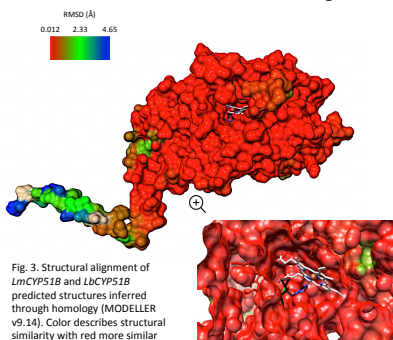 RMSD (Å)
0.012 2.33 4.65
Fig. 3. Structural alignment of
LmCYP51B and LbCYP51B
predicted structures inferred
through homology (MODELLER
v9.14). Color describes structural
similarity with red more similar